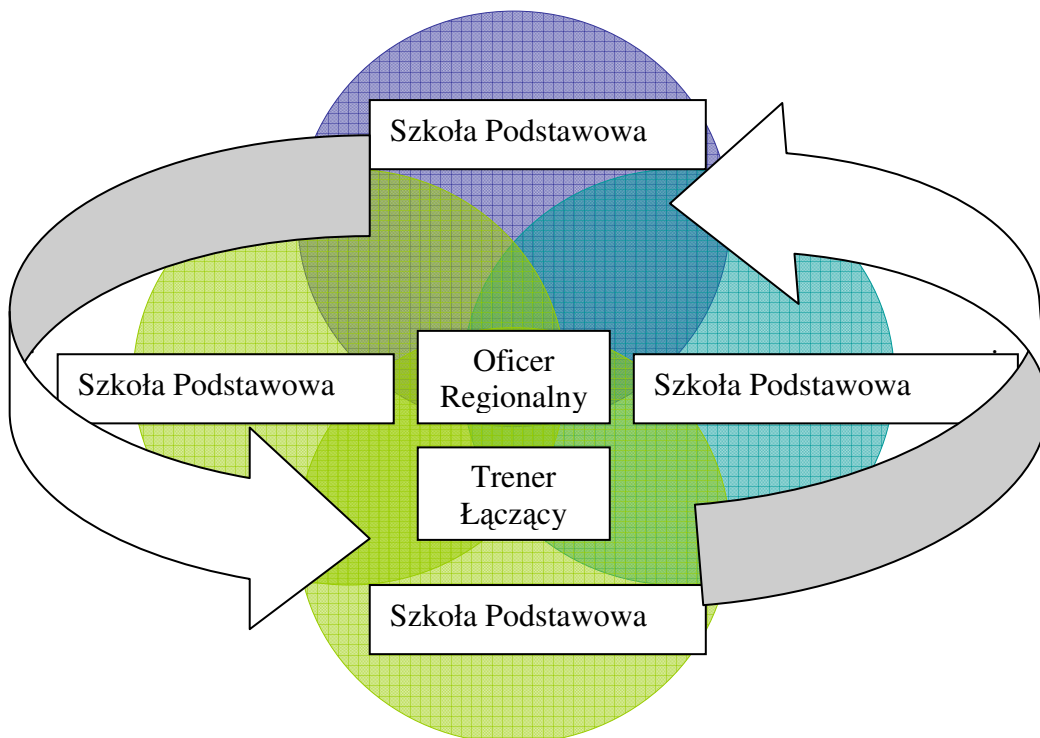 Szkoła Podstawowa
Szkoła Podstawowa
Oficer
Regionalny
Szkoła Podstawowa
Trener
Łączący
Szkoła Podstawowa